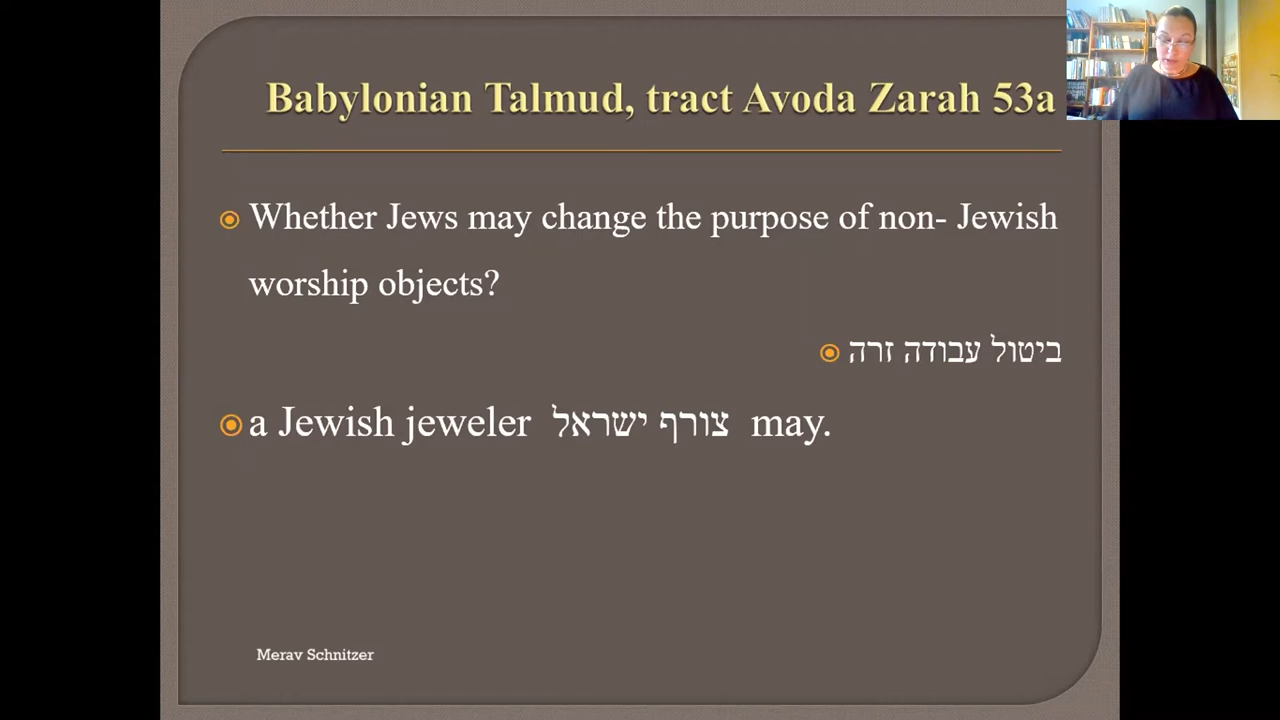 Babylonian Talmud, tract Avoda Zarah 53a
Whether Jews may change the purpose of non- Jewish
worship objects?
ביטול עבודה זרה
a Jewish jeweler צורף ישראל may.
Merav Schnitzer